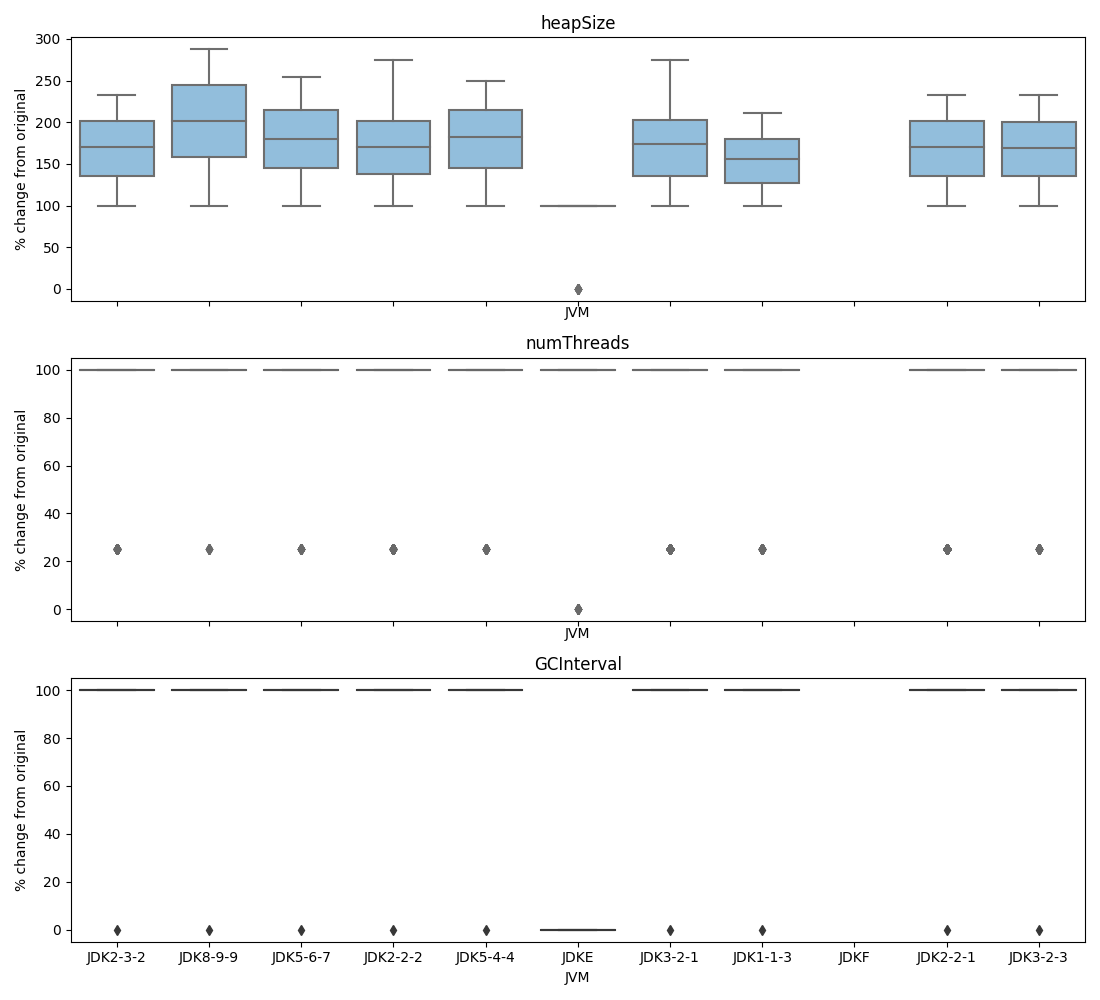 heapSize
% change from original
300
250
200
150
100
50
0
JVM
numThreads
% change from original
100
80
60
40
20
0
JVM
GCInterval
% change from original
100
80
60
40
20
0
JDK2-3-2 JDK8-9-9 JDK5-6-7 JDK2-2-2 JDK5-4-4 JDKE JDK3-2-1 JDK1-1-3 JDKF JDK2-2-1 JDK3-2-3
JVM